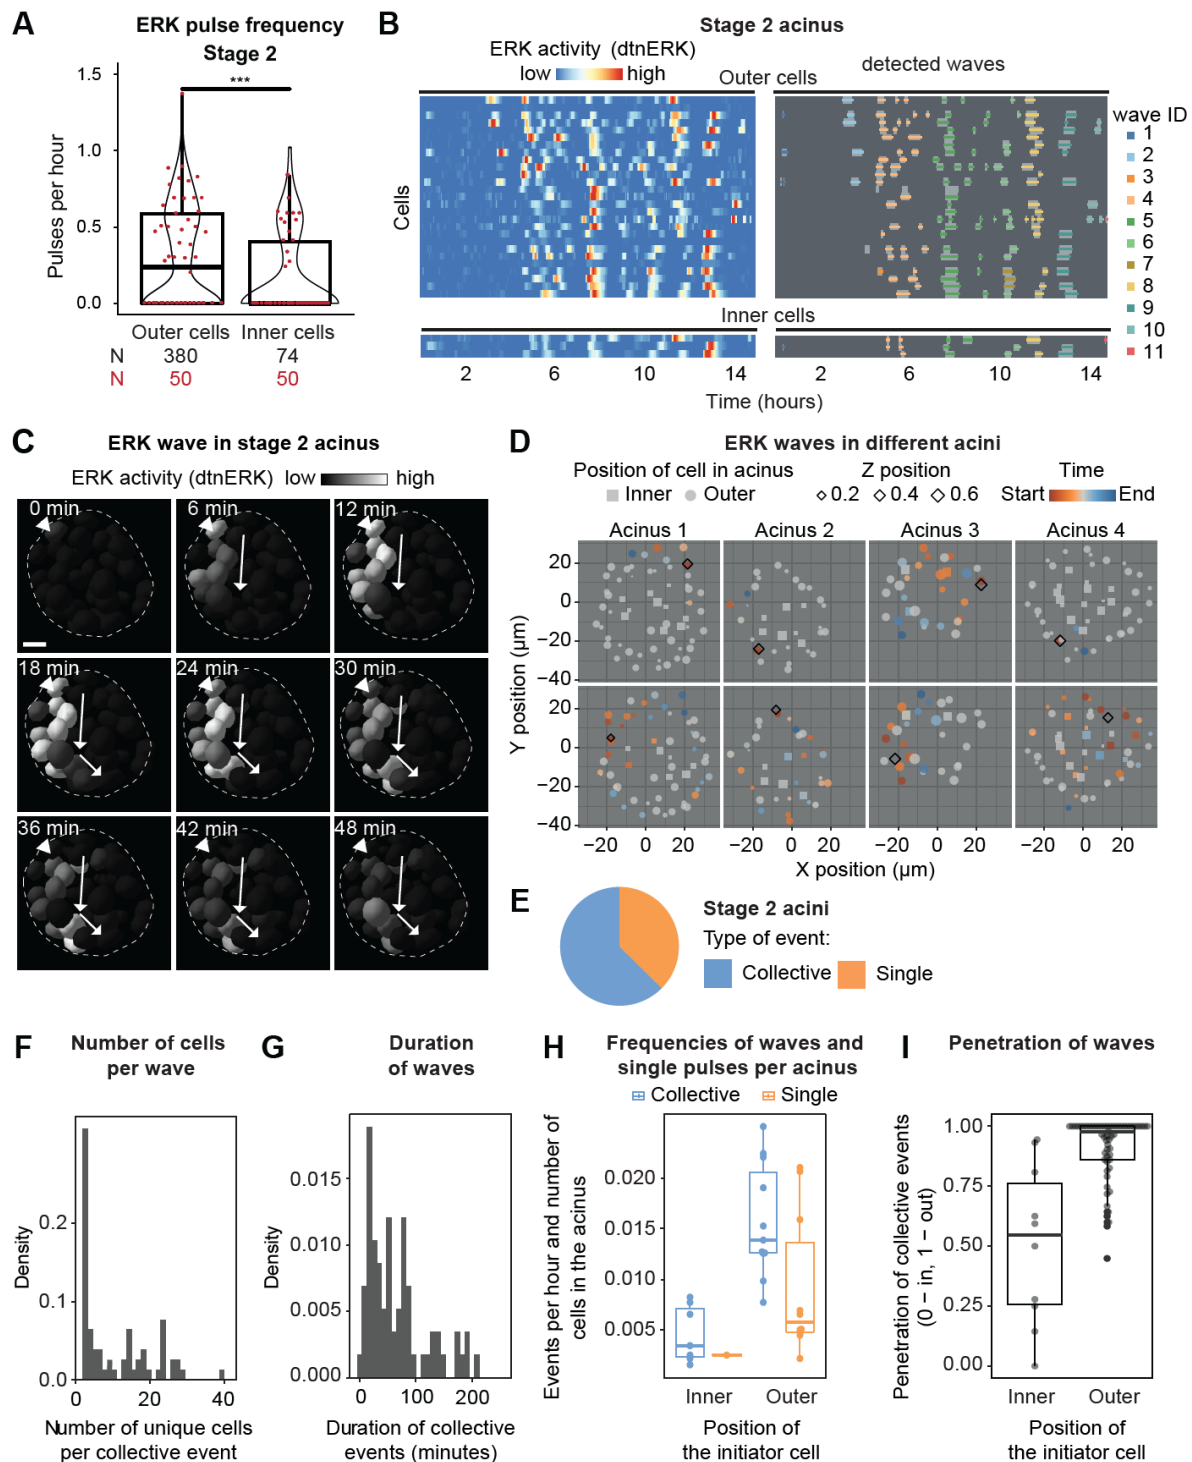 A
ERK pulse frequency
Stage 2
***
Pulses per hour
1.5
1.0
0.5
0.0
Outer cells Inner cells
N 380 74
N 50 50
B
Stage 2 acinus
ERK activity (dtnERK)
low high
Outer cells
detected waves
Cells
wave ID
1
2
3
4
5
6
7
8
9
10
11
Inner cells
2 6 10 14
2 6 10 14
Time (hours)
C
ERK wave in stage 2 acinus
ERK activity (dtnERK) low high
0 min 6 min 12 min
18 min 24 min 30 min
36 min 42 min 48 min
D
ERK waves in different acini
Position of cell in acinus Z position Time
Inner Outer 0.2 0.4 0.6 Start End
Acinus 1 Acinus 2 Acinus 3 Acinus 4
Y position (µm)
20
0
−20
−40
20
0
−20
−40
−20 0 20 −20 0 20 −20 0 20 −20 0 20
X position (µm)
E
Stage 2 acini
Type of event:
Collective Single
F
Number of cells
per wave
Density
0.2
0.1
0.0
0 20 40
Number of unique cells
per collective event
G
Duration
of waves
Density
0.015
0.010
0.005
0.000
0 100 200
Duration of collective
events (minutes)
H
Frequencies of waves and
single pulses per acinus
Collective Single
Events per hour and number of
cells in the acinus
0.020
0.015
0.010
0.005
Inner Outer
Position of
the initiator cell
I
Penetration of waves
Penetration of collective events
(0 − in, 1 − out)
1.00
0.75
0.50
0.25
0.00
Inner Outer
Position of
the initiator cell